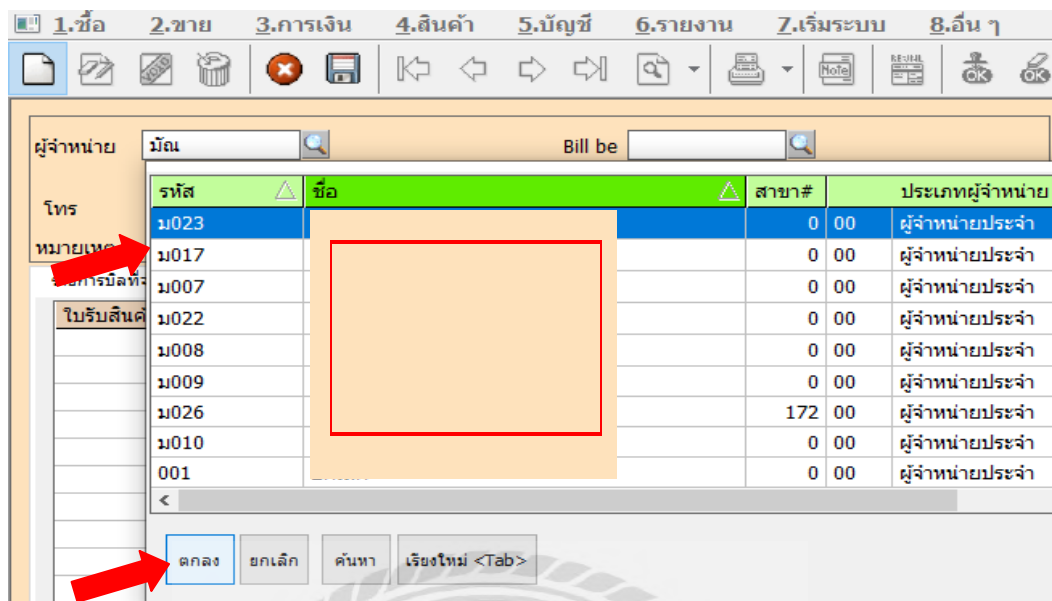 1.ซื้อ 2.ขาย 3.การเงิน 4.สินค้า 5.บัญชี 6.รายงาน 7.เริ่มระบบ 8.อื่น ๆ
ผู้จำหน่าย มัณ Bill be
รหัส ชื่อ สาขา# ประเภทผู้จำหน่าย
โทร
ม023 0 00 ผู้จำหน่ายประจำ
หมายเหตุ
ม017 0 00 ผู้จำหน่ายประจำ
ม007 0 00 ผู้จำหน่ายประจำ
ใบรับสินค้
ม022 0 00 ผู้จำหน่ายประจำ
ม008 0 00 ผู้จำหน่ายประจำ
ม009 0 00 ผู้จำหน่ายประจำ
ม026 172 00 ผู้จำหน่ายประจำ
ม010 0 00 ผู้จำหน่ายประจำ
001 0 00 ผู้จำหน่ายประจำ
ตกลง ยกเลิก ค้นหา เรียงใหม่ <Tab>